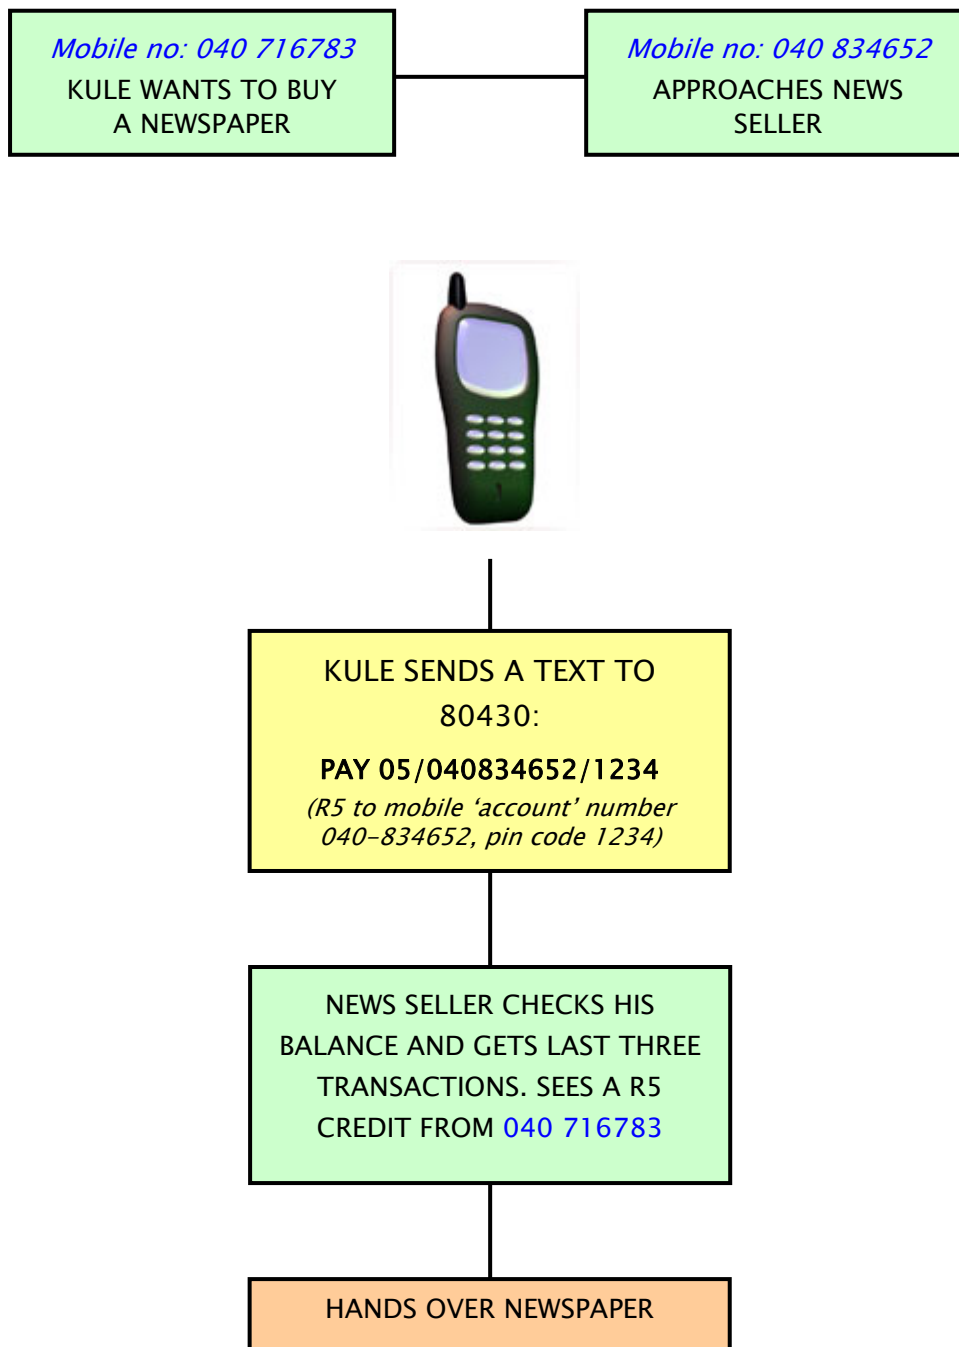 Mobile no: 040 716783
KULE WANTS TO BUY
A NEWSPAPER
Mobile no: 040 834652
APPROACHES NEWS
SELLER
KULE SENDS A TEXT TO
80430:
PAY 05/040834652/1234
(R5 to mobile ‘account’ number
040-834652, pin code 1234)
NEWS SELLER CHECKS HIS
BALANCE AND GETS LAST THREE
TRANSACTIONS. SEES A R5
CREDIT FROM 040 716783
HANDS OVER NEWSPAPER